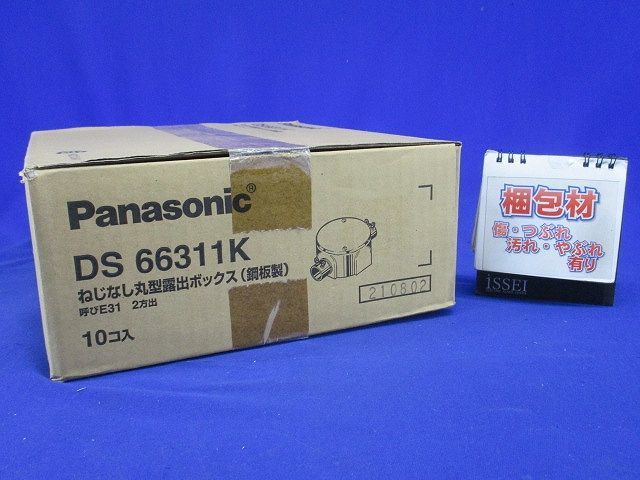 Panasonic®
DS 66311K
ねじなし丸型露出ボックス(鋼板製)
呼びE31 2方出
10コ入
210802
梱包材
傷・つぶれ
汚れ・やぶれ
有り
iSSEI